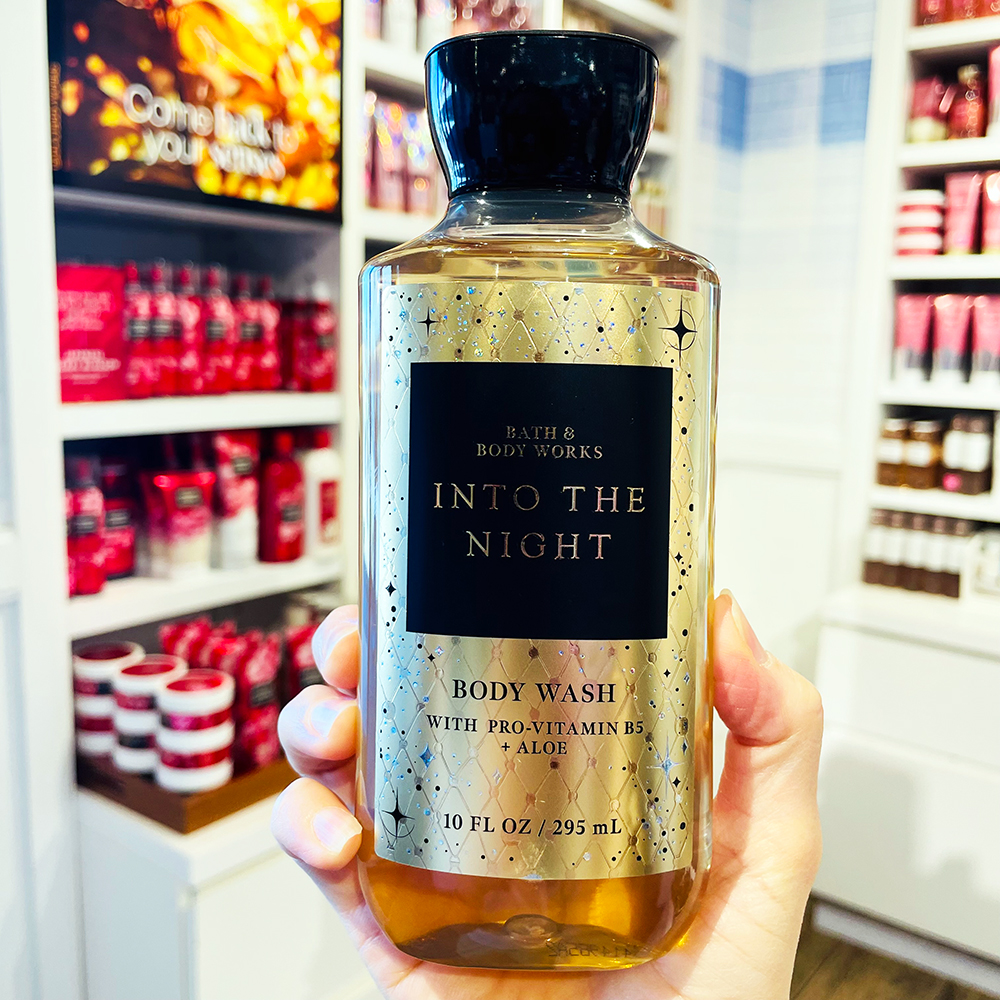 Come back to
your senses
BATH &
BODY WORKS
INTO THE
NIGHT
BODY WASH
WITH PRO-VITAMIN B5
+ ALOE
10 FL OZ / 295 mL